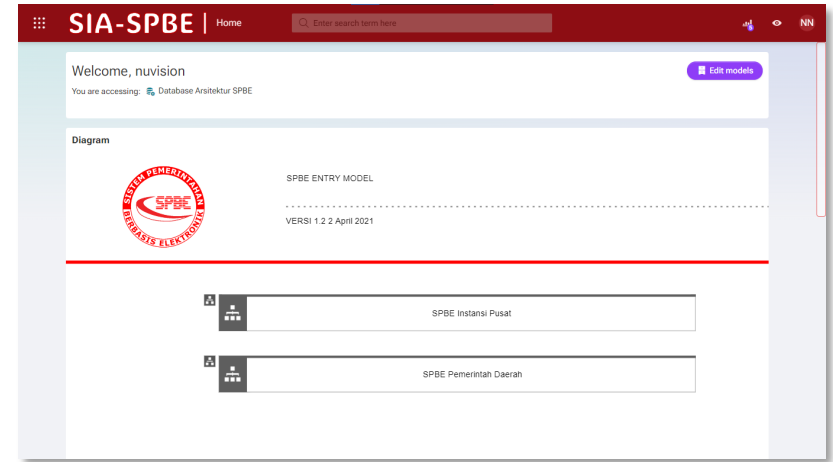 SIA-SPBE | Home
Enter search term here
NN
Welcome, nuvision
Edit models
You are accessing: Database Arsitektur SPBE
Diagram
SISTEM PEMERINTAHAN
SPBE
BERBASIS ELEKTRONIK
SPBE ENTRY MODEL
VERSI 1.2 2 April 2021
SPBE Instansi Pusat
SPBE Pemerintah Daerah